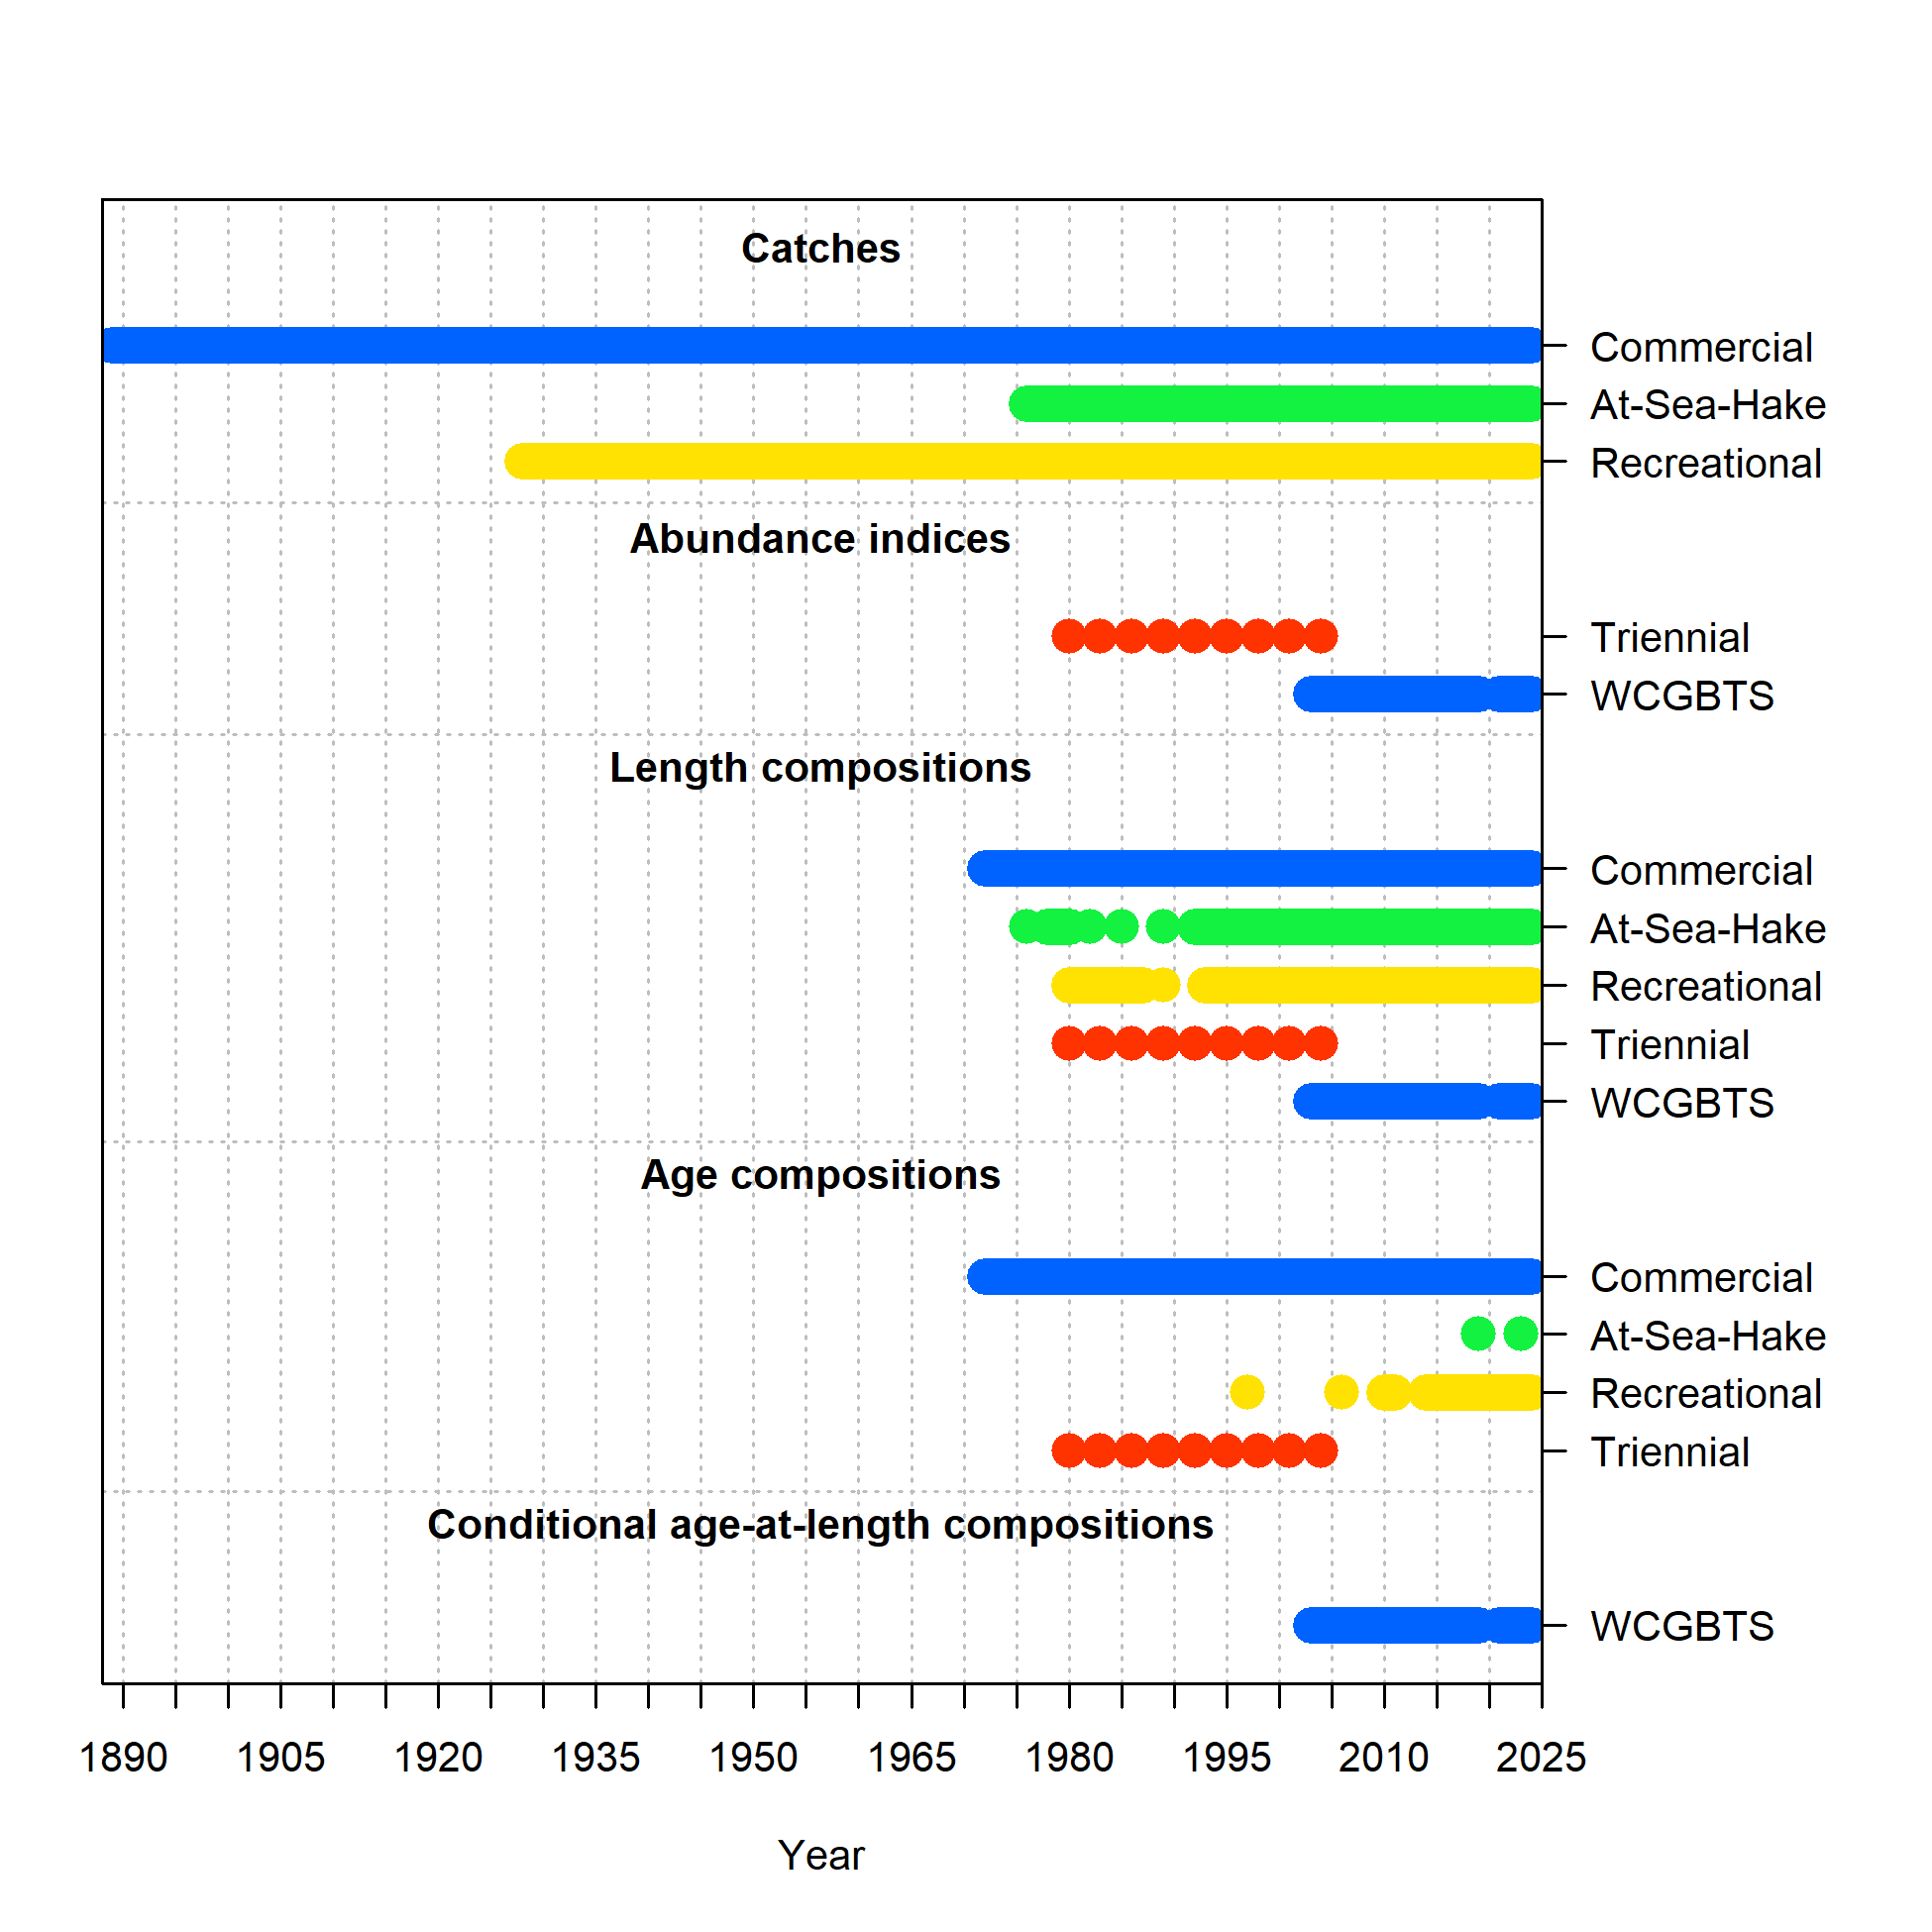 Catches
Commercial
At-Sea-Hake
Recreational
Abundance indices
Triennial
WCGBTS
Length compositions
Commercial
At-Sea-Hake
Recreational
Triennial
WCGBTS
Age compositions
Commercial
At-Sea-Hake
Recreational
Triennial
Conditional age-at-length compositions
WCGBTS
1890 1905 1920 1935 1950 1965 1980 1995 2010 2025
Year